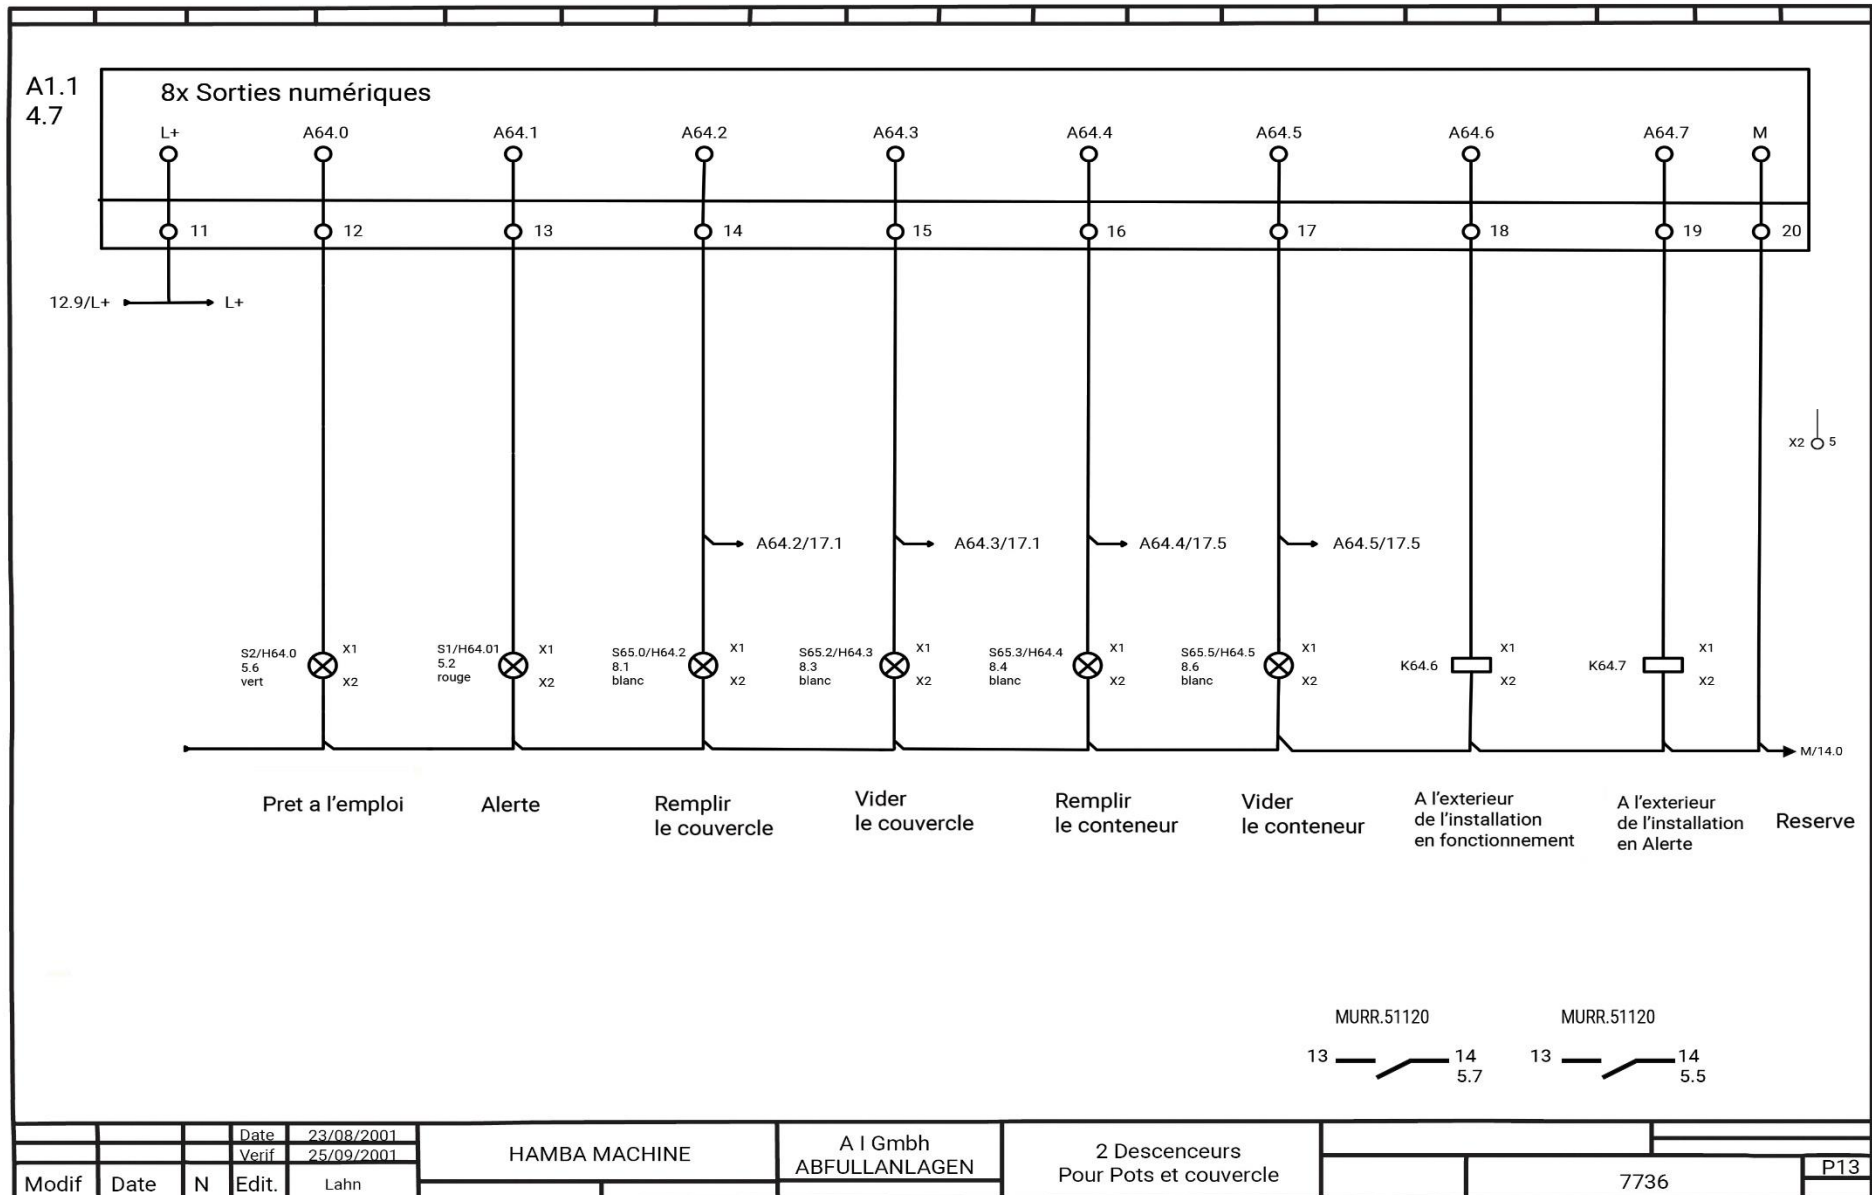 A1.1
4.7
8x Sorties numériques
L+ A64.0 A64.1 A64.2 A64.3 A64.4 A64.5 A64.6 A64.7 M
11 12 13 14 15 16 17 18 19 20
12.9/L+ L+
X2 5
A64.2/17.1 A64.3/17.1 A64.4/17.5 A64.5/17.5
S2/H64.0
5.6
vert
X1
X2
S1/H64.01
5.2
rouge
X1
X2
S65.0/H64.2
8.1
blanc
X1
X2
S65.2/H64.3
8.3
blanc
X1
X2
S65.3/H64.4
8.4
blanc
X1
X2
S65.5/H64.5
8.6
blanc
X1
X2
K64.6
X1
X2
K64.7
X1
X2
M/14.0
Pret a l'emploi
Alerte
Remplir
le couvercle
Vider
le couvercle
Remplir
le conteneur
Vider
le conteneur
A l'exterieur
de l'installation
en fonctionnement
A l'exterieur
de l'installation
en Alerte
Reserve
MURR.51120
13 14
5.7
MURR.51120
13 14
5.5
Date 23/08/2001
Verif 25/09/2001
Modif Date N Edit. Lahn
HAMBA MACHINE
A I Gmbh
ABFULLANLAGEN
2 Descenceurs
Pour Pots et couvercle
7736
P13